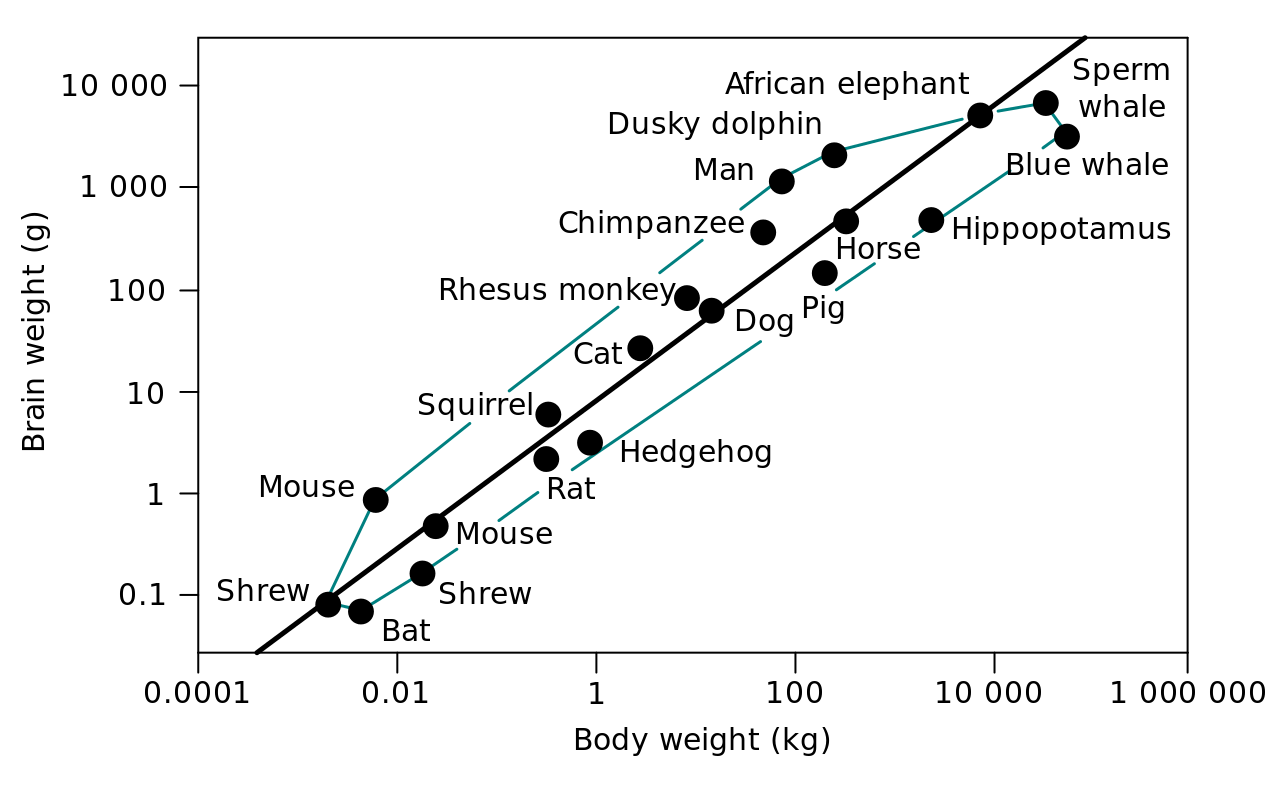 Sperm
whale
African elephant
10 000
Dusky dolphin
Man
Blue whale
1 000
Chimpanzee
Hippopotamus
Horse
Rhesus monkey
100
Pig
Dog
Cat
10
Squirrel
Hedgehog
Mouse
Rat
1
Mouse
Shrew
Shrew
0.1
Bat
Brain weight (g)
0.0001 0.01 1 100 10 000 1 000 000
Body weight (kg)